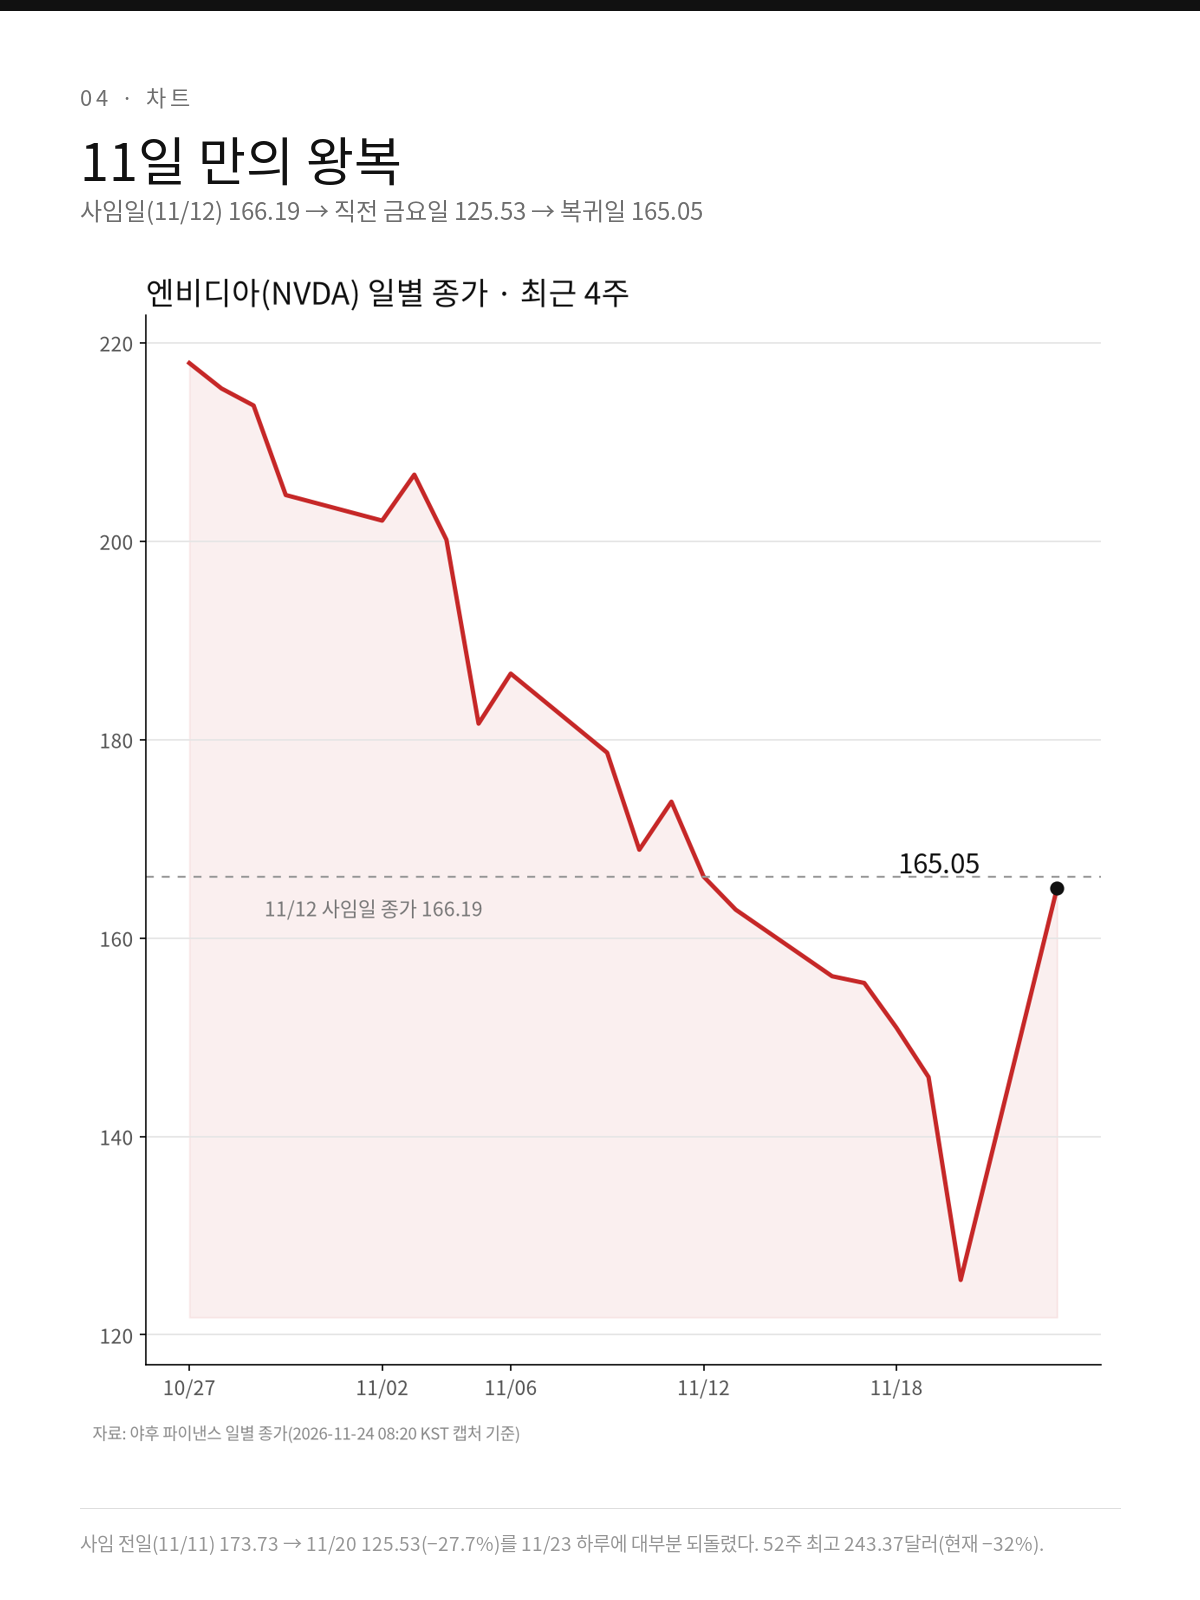 04 · 차트
11일 만의 왕복
사임일(11/12) 166.19 → 직전 금요일 125.53 → 복귀일 165.05
엔비디아(NVDA) 일별 종가 · 최근 4주
220
200
180
165.05
11/12 사임일 종가 166.19
160
140
120
10/27 11/02 11/06 11/12 11/18
자료: 야후 파이낸스 일별 종가(2026-11-24 08:20 KST 캡처 기준)
사임 전일(11/11) 173.73 → 11/20 125.53(−27.7%)를 11/23 하루에 대부분 되돌렸다. 52주 최고 243.37달러(현재 −32%).